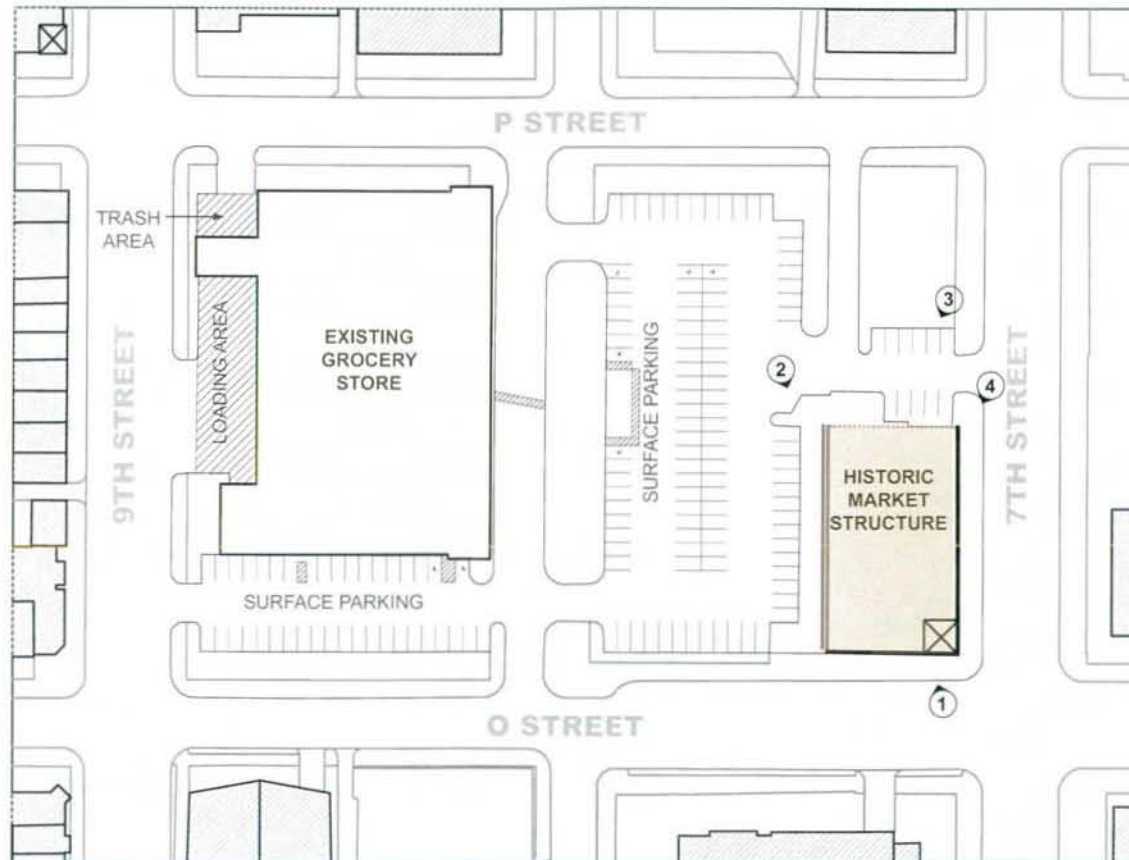 P STREET
TRASH
AREA
3
9TH STREET
LOADING AREA
EXISTING
GROCERY
STORE
SURFACE PARKING
2
4
7TH STREET
HISTORIC
MARKET
STRUCTURE
SURFACE PARKING
1
O STREET